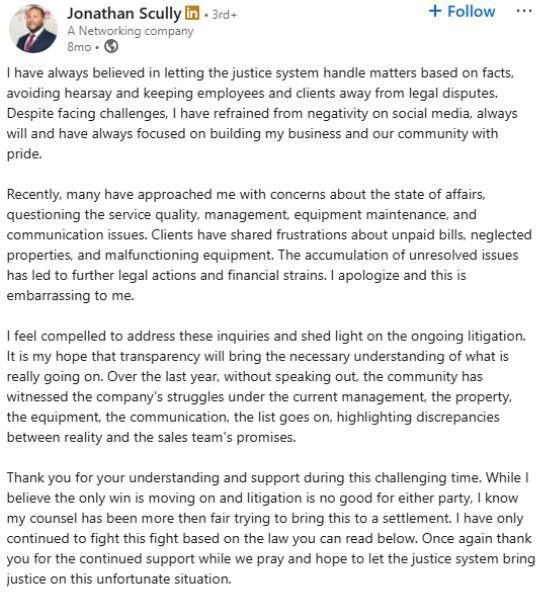 Jonathan Scully in • 3rd+
+ Follow ...
A Networking company
8mo •
I have always believed in letting the justice system handle matters based on facts,
avoiding hearsay and keeping employees and clients away from legal disputes.
Despite facing challenges, I have refrained from negativity on social media, always
will and have always focused on building my business and our community with
pride.
Recently, many have approached me with concerns about the state of affairs,
questioning the service quality, management, equipment maintenance, and
communication issues. Clients have shared frustrations about unpaid bills, neglected
properties, and malfunctioning equipment. The accumulation of unresolved issues
has led to further legal actions and financial strains. I apologize and this is
embarrassing to me.
I feel compelled to address these inquiries and shed light on the ongoing litigation.
It is my hope that transparency will bring the necessary understanding of what is
really going on. Over the last year, without speaking out, the community has
witnessed the company's struggles under the current management, the property,
the equipment, the communication, the list goes on, highlighting discrepancies
between reality and the sales team's promises.
Thank you for your understanding and support during this challenging time. While I
believe the only win is moving on and litigation is no good for either party, I know
my counsel has been more then fair trying to bring this to a settlement. I have only
continued to fight this fight based on the law you can read below. Once again thank
you for the continued support while we pray and hope to let the justice system bring
justice on this unfortunate situation.